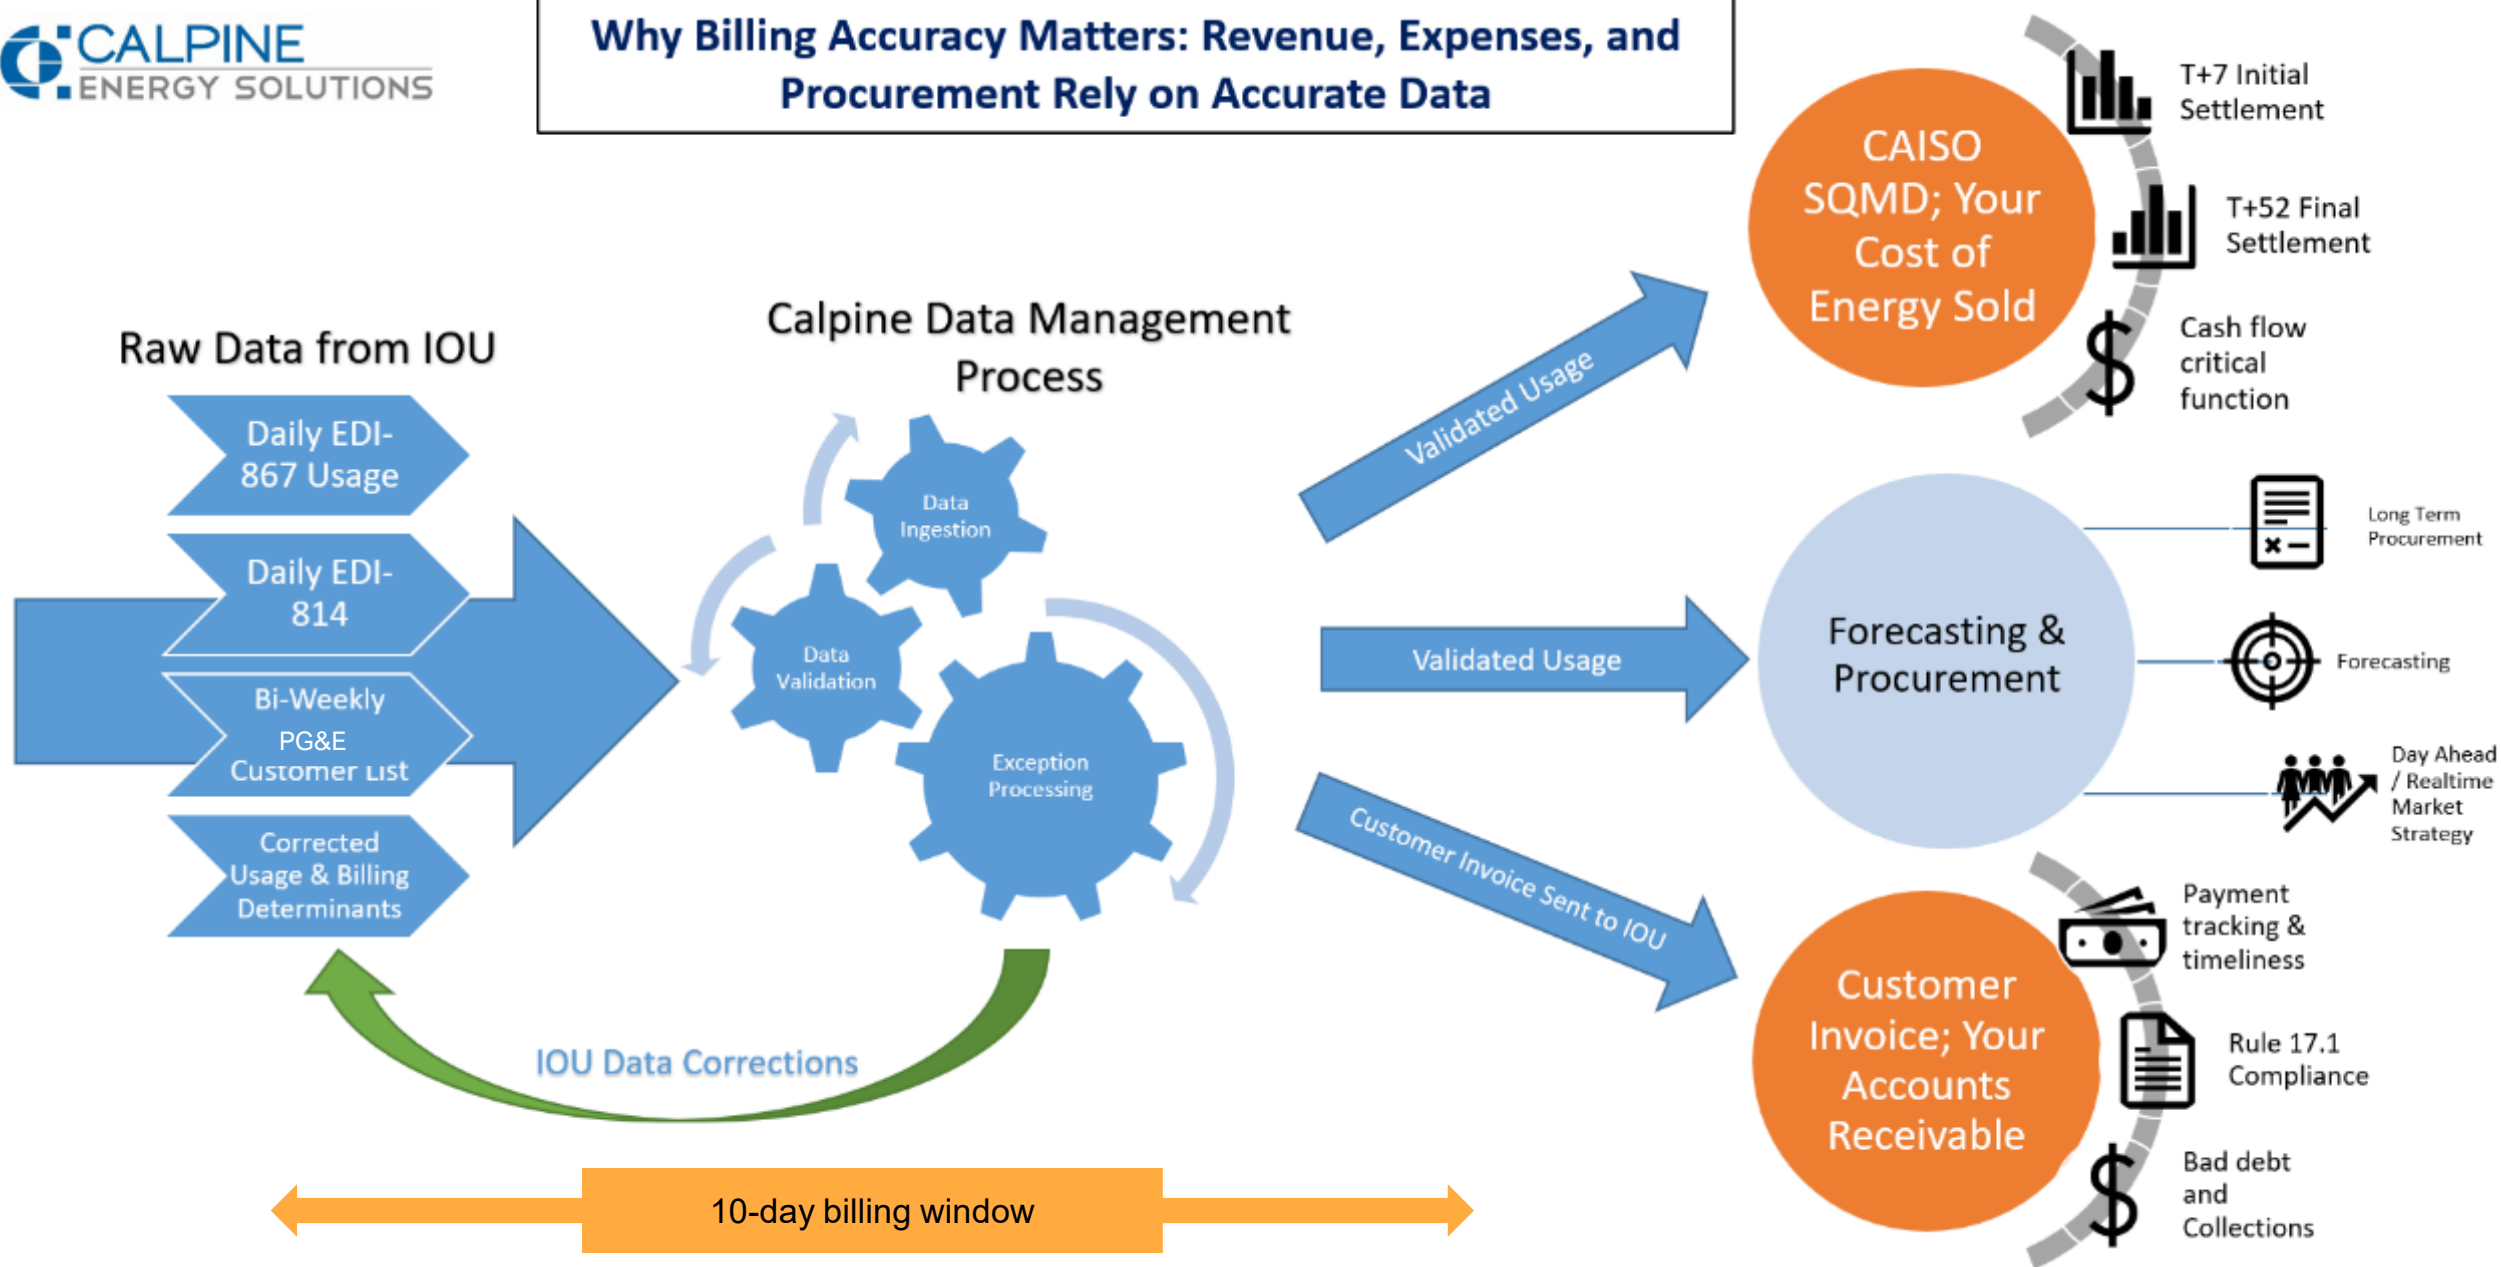 CALPINE
ENERGY SOLUTIONS
Why Billing Accuracy Matters: Revenue, Expenses, and
Procurement Rely on Accurate Data
Raw Data from IOU
Daily EDI-
867 Usage
Daily EDI-
814
Bi-Weekly
PG&E
Customer List
Corrected
Usage & Billing
Determinants
Calpine Data Management
Process
Data
Ingestion
Data
Validation
Exception
Processing
IOU Data Corrections
10-day billing window
Validated Usage
Validated Usage
Customer Invoice Sent to IOU
CAISO
SQMD; Your
Cost of
Energy Sold
T+7 Initial
Settlement
T+52 Final
Settlement
Cash flow
critical
function
Forecasting &
Procurement
Long Term
Procurement
Forecasting
Day Ahead
/ Realtime
Market
Strategy
Customer
Invoice; Your
Accounts
Receivable
Payment
tracking &
timeliness
Rule 17.1
Compliance
Bad debt
and
Collections